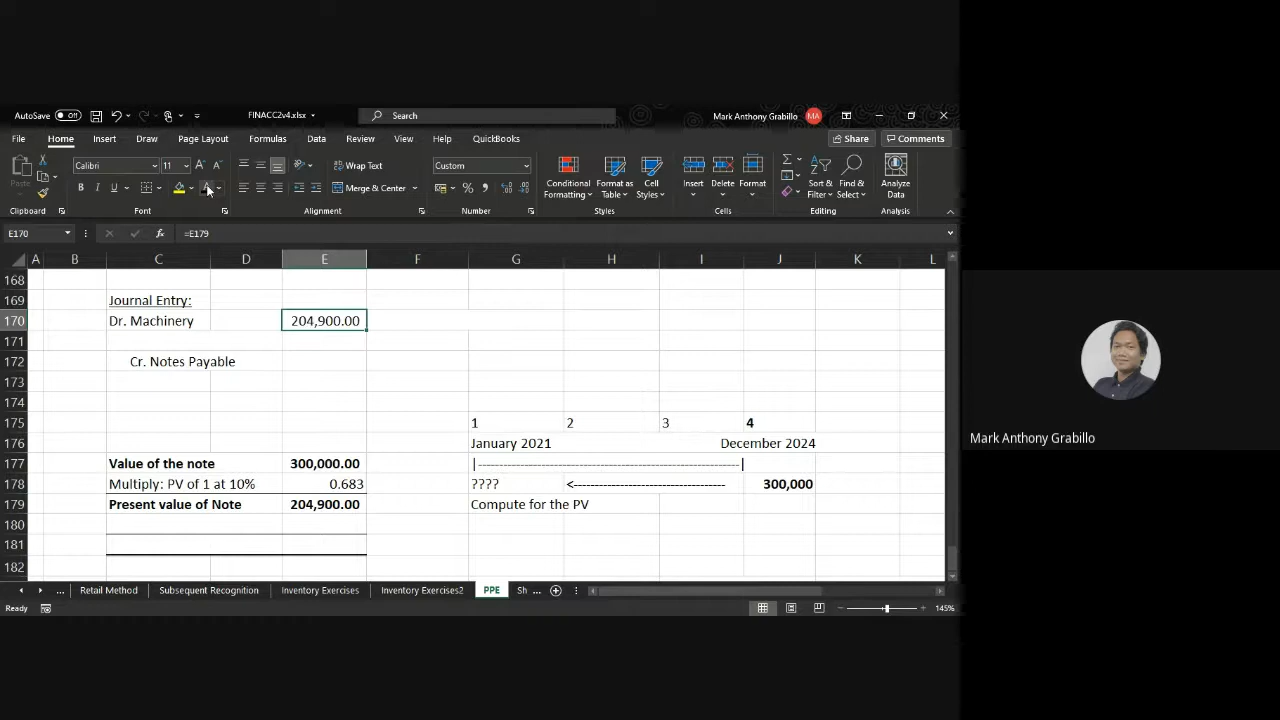 AutoSave Off FINACC2v4.xlsx Search Mark Anthony Grabillo MA
File Home Insert Draw Page Layout Formulas Data Review View Help QuickBooks Share Comments
Paste Calibri 11 Wrap Text Custom Conditional Formatting Format as Table Cell Styles Insert Delete Format Sort & Filter Find & Select Analyze Data
B I U Merge & Center
Clipboard Font Alignment Number Styles Cells Editing Analysis
E170 fx =E179
A B C D E F G H I J K L
168
169 Journal Entry:
170 Dr. Machinery 204,900.00
171
172 Cr. Notes Payable
173
174
175 1 2 3 4
176 January 2021 December 2024
177 Value of the note 300,000.00 |---------------------------------------------------------------|
178 Multiply: PV of 1 at 10% 0.683 ???? <------------------------------------ 300,000
179 Present value of Note 204,900.00 Compute for the PV
180
181
182
... Retail Method Subsequent Recognition Inventory Exercises Inventory Exercises2 PPE Sh ...
Ready 145%
Mark Anthony Grabillo